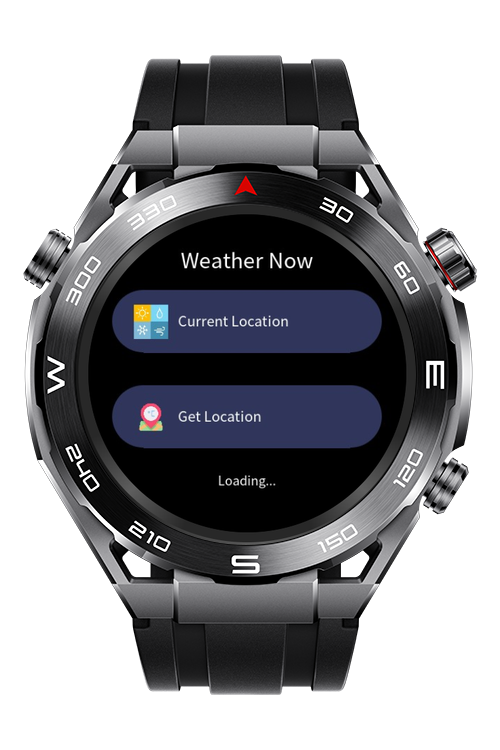 330
30
300
60
Weather Now
Current Location
W
E
Get Location
240
120
Loading...
210
150
S